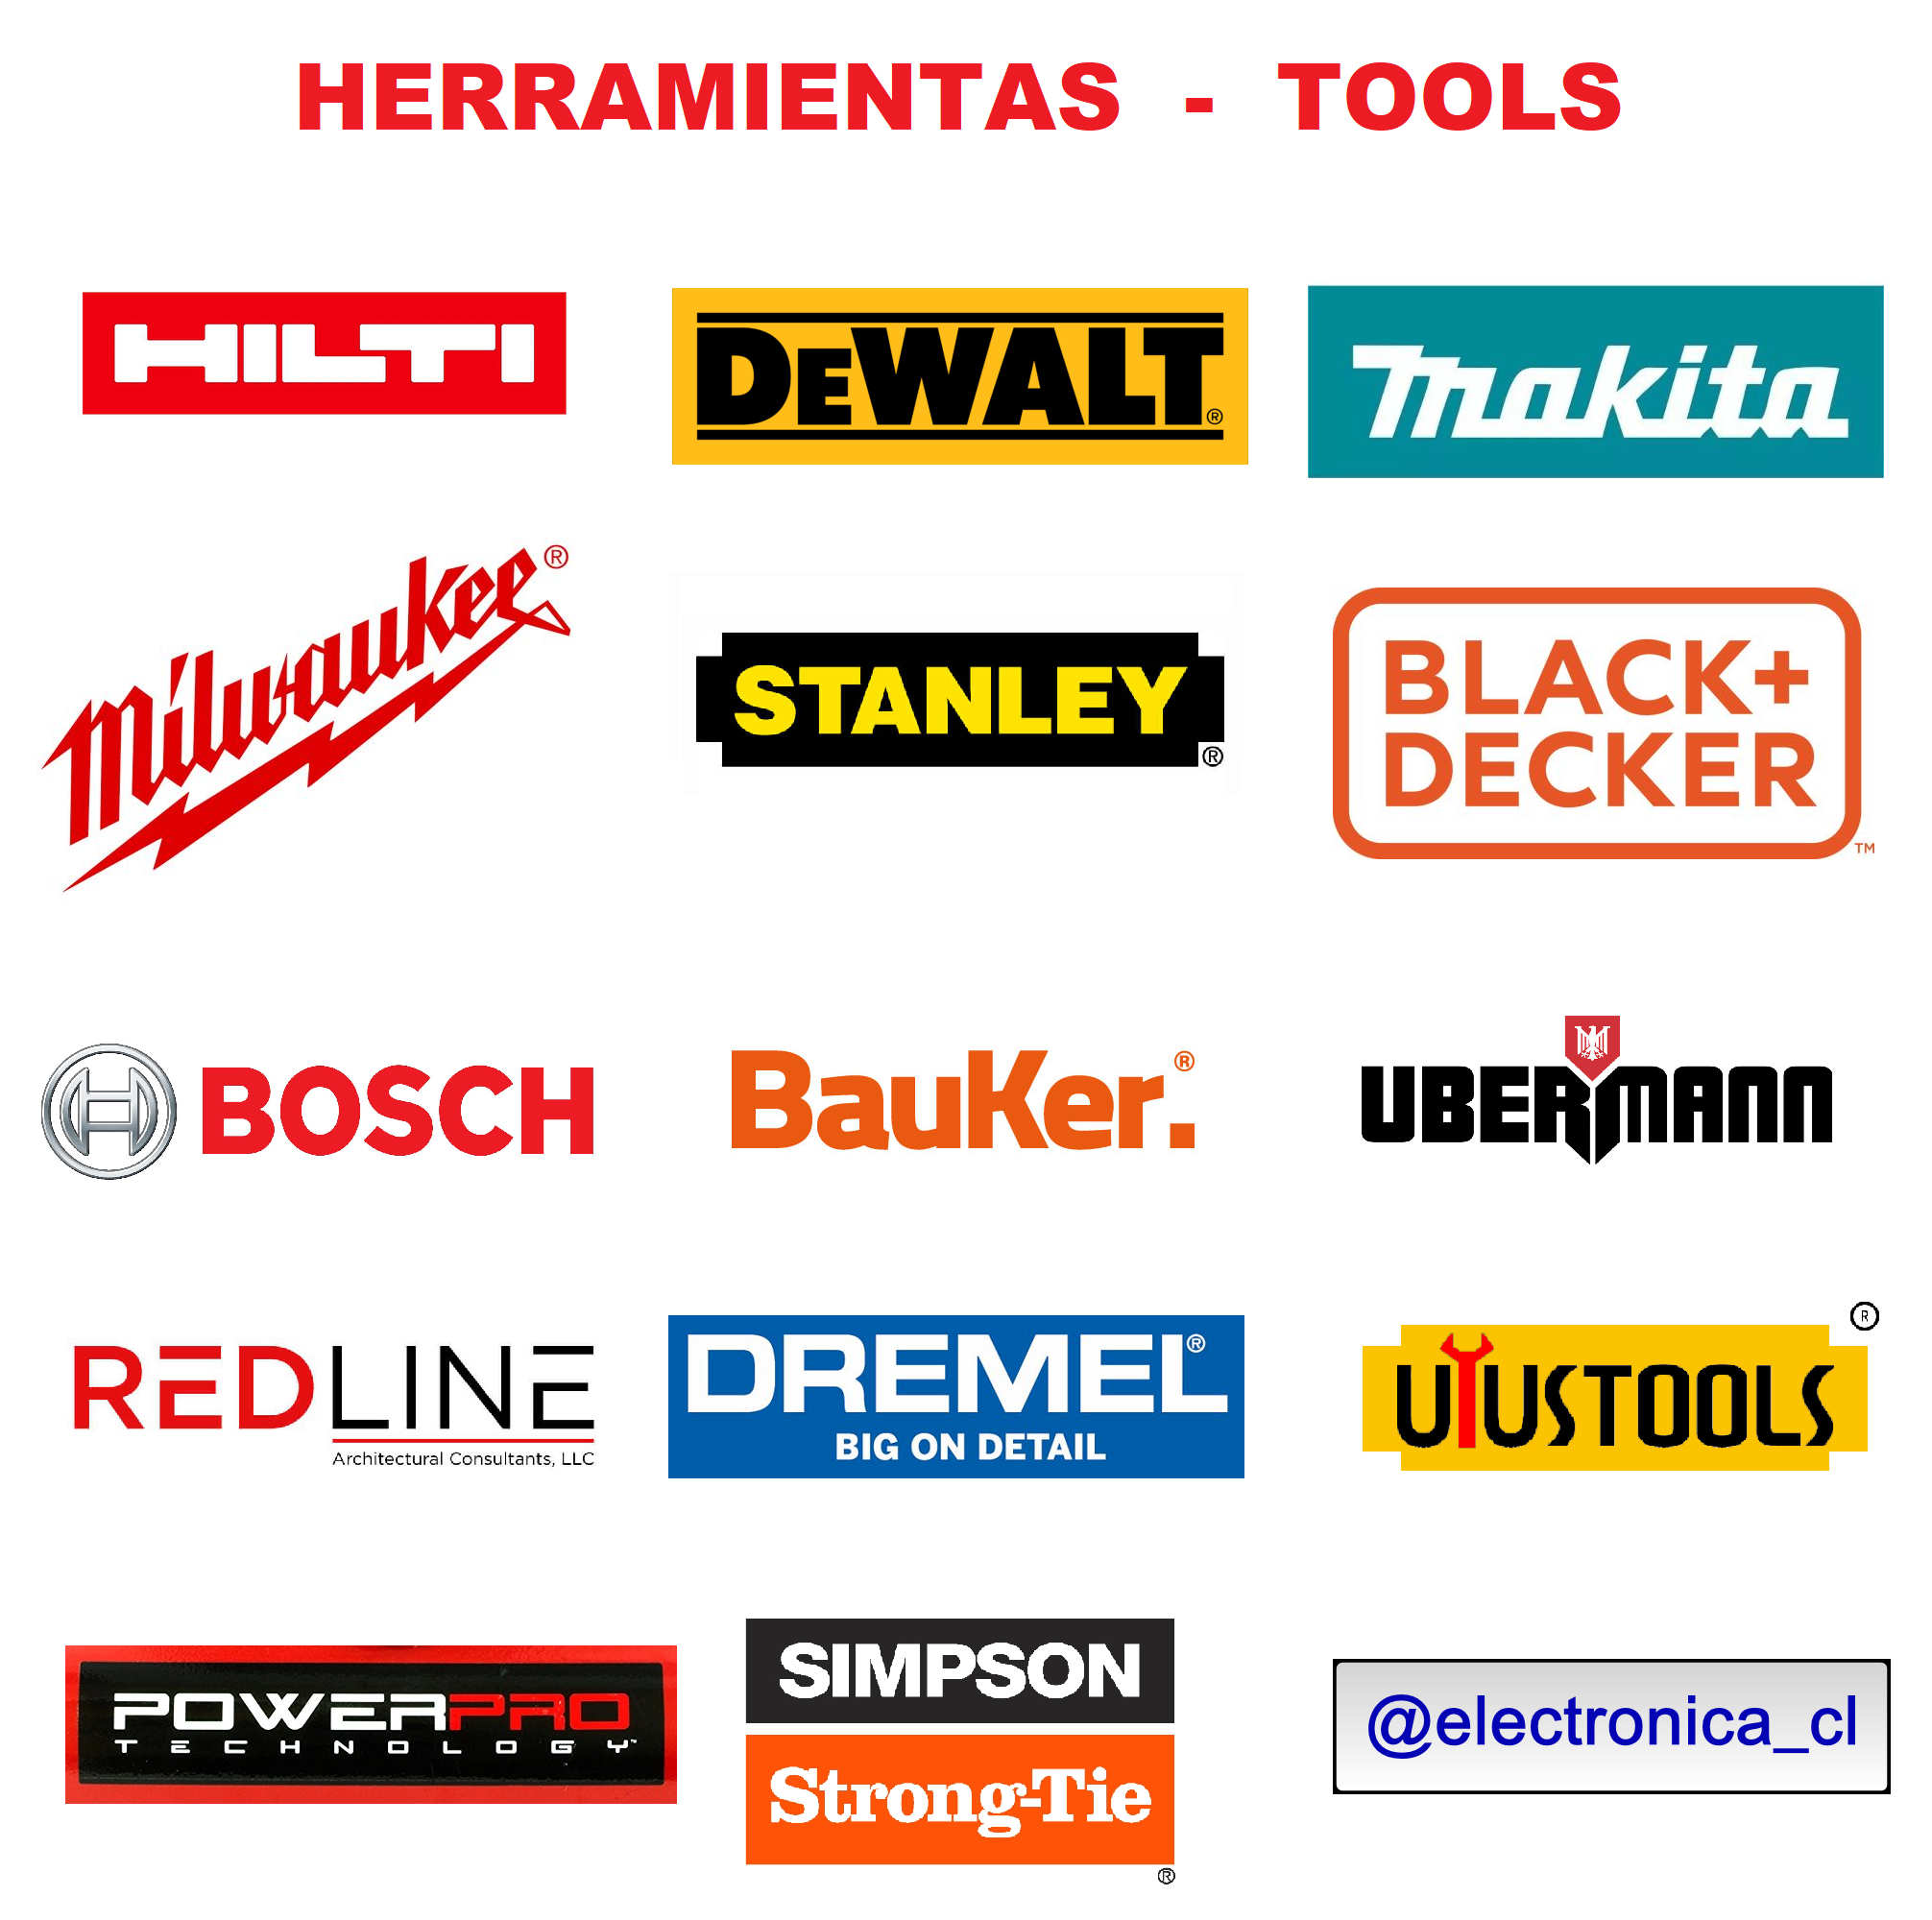 HERRAMIENTAS - TOOLS
HILTI
DEWALT®
makita
Milwaukee®
STANLEY®
BLACK+
DECKER™
BOSCH
BauKer.®
UBERMANN
REDLINE
Architectural Consultants, LLC
DREMEL®
BIG ON DETAIL
UYUSTOOLS®
POWERPRO
TECHNOLOGY™
SIMPSON
Strong-Tie®
@electronica_cl